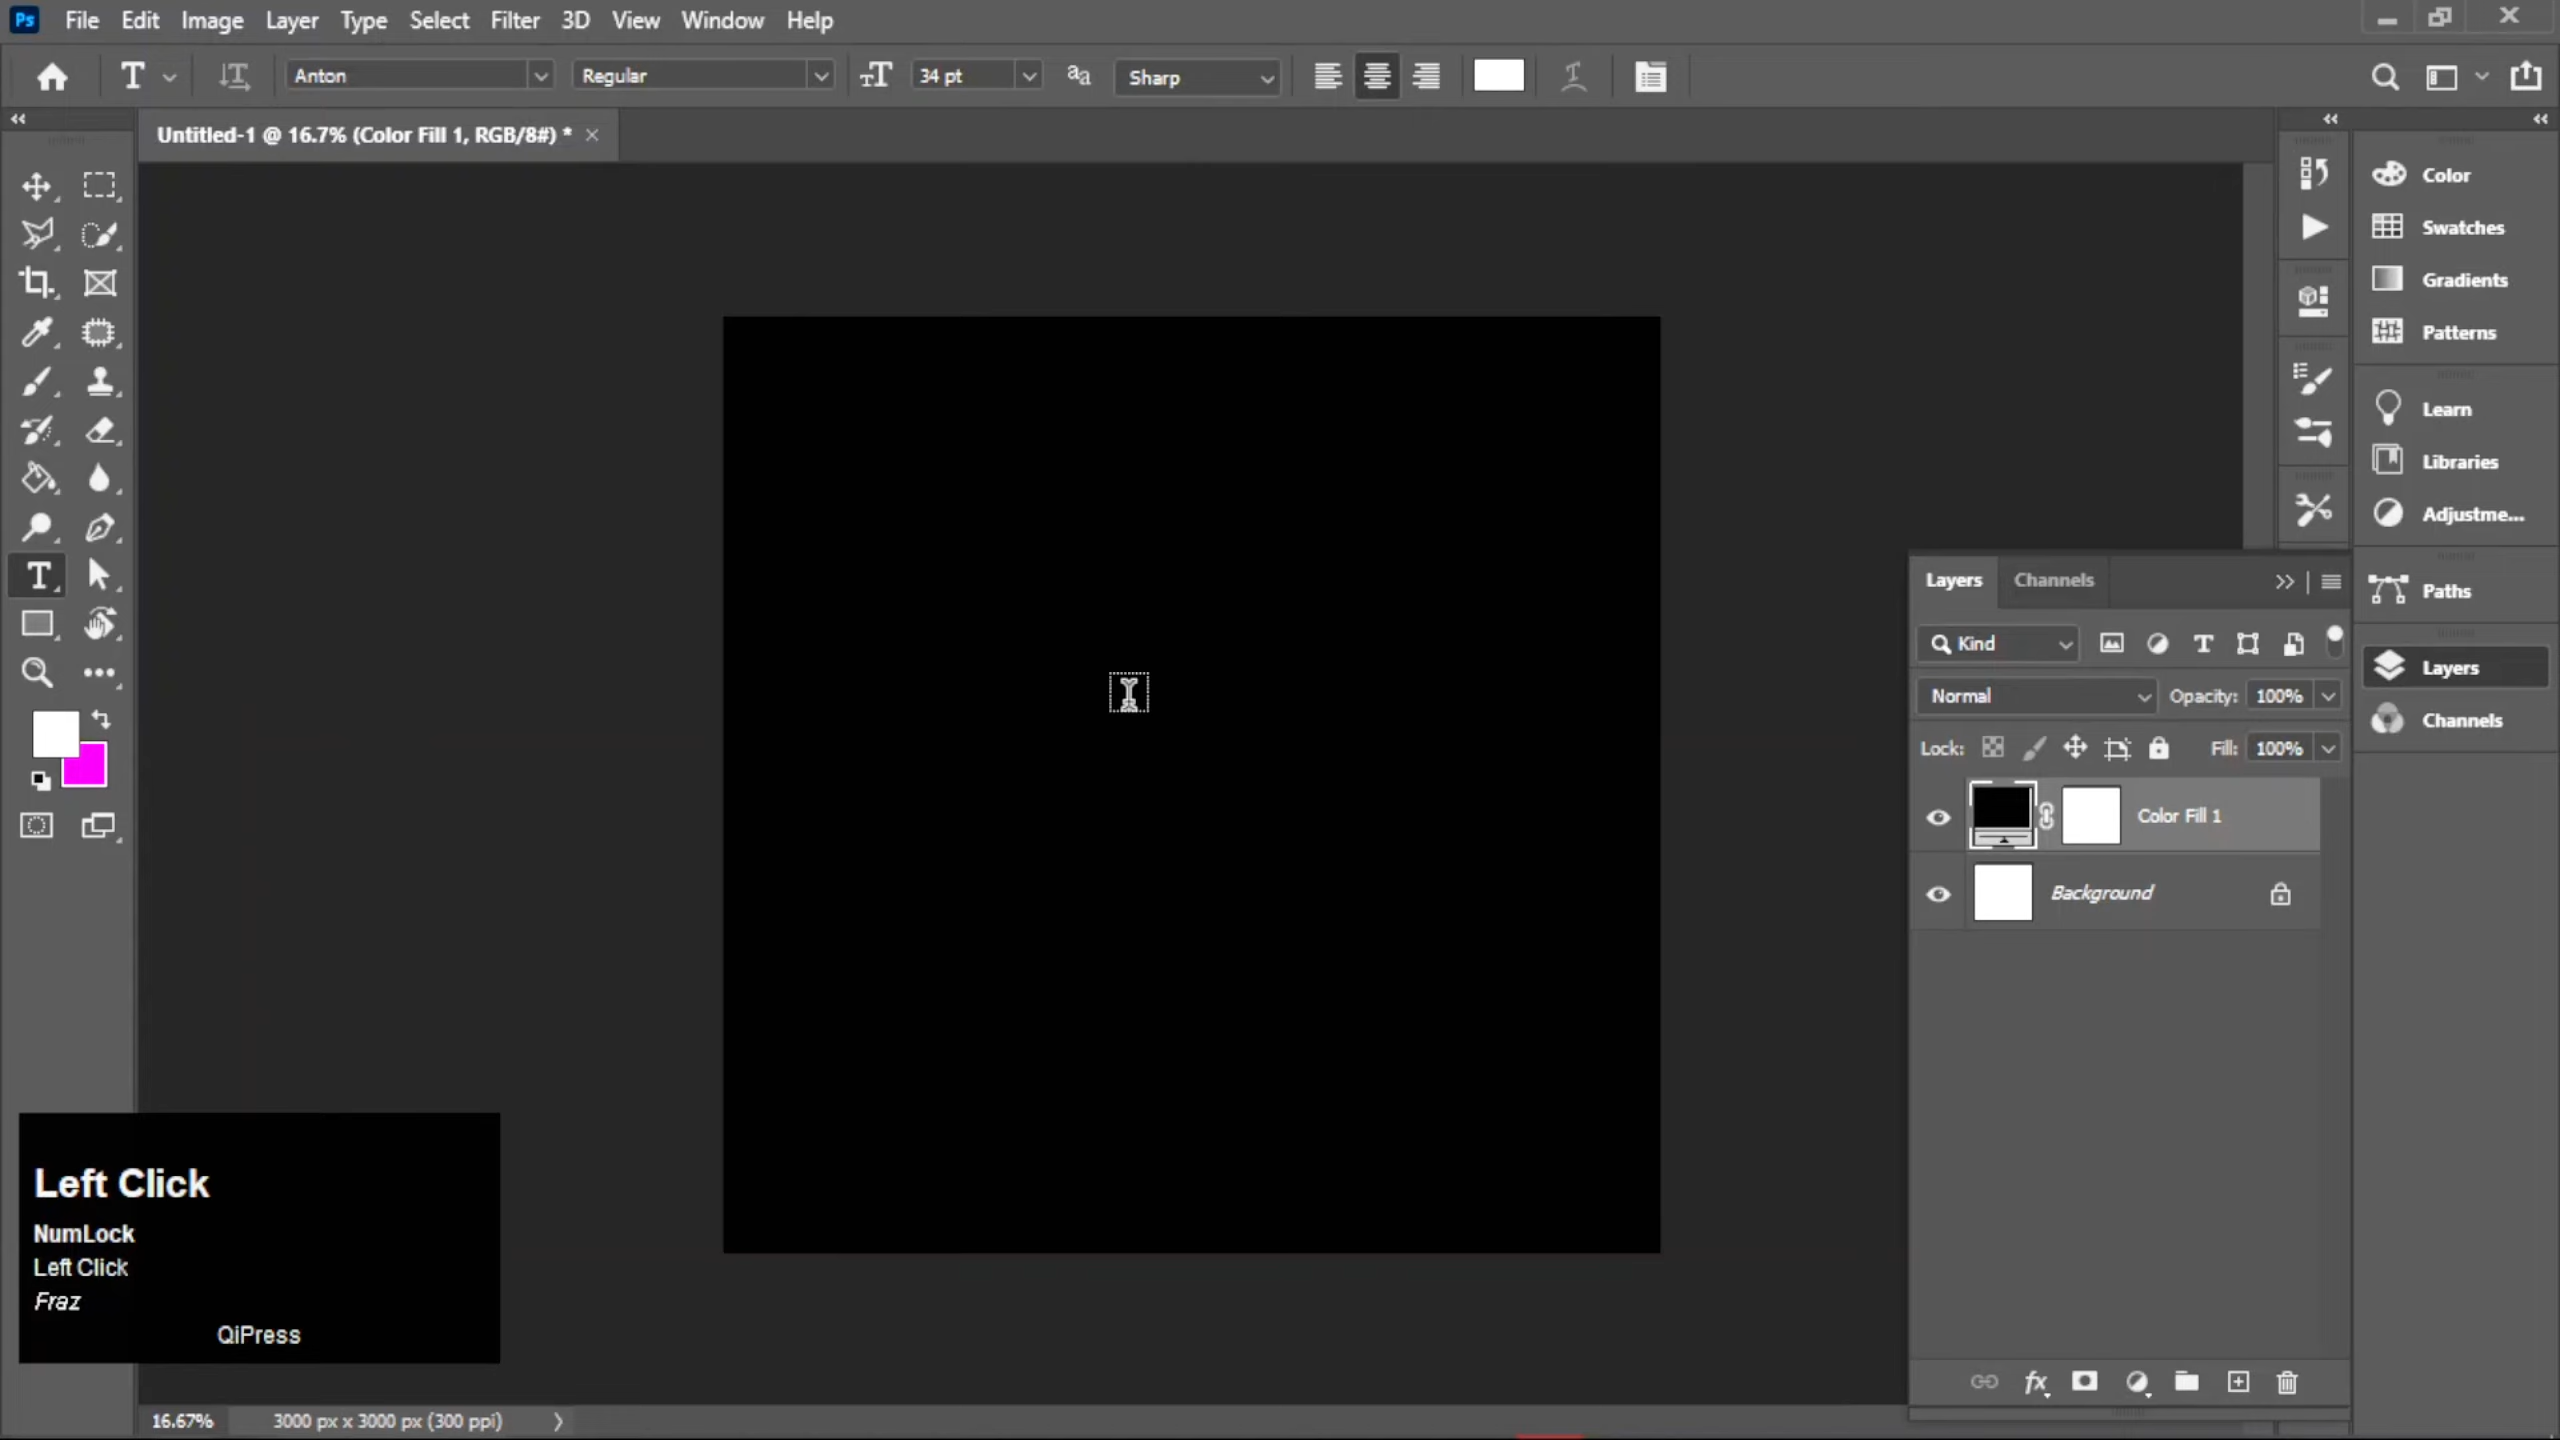 Ps File Edit Image Layer Type Select Filter 3D View Window Help
T Anton Regular 34 pt Sharp
Untitled-1 @ 16.7% (Color Fill 1, RGB/8#) *
Color
Swatches
Gradients
Patterns
Learn
Libraries
Adjustme...
Paths
Layers
Channels
Layers Channels
Kind
Normal Opacity: 100%
Lock: Fill: 100%
Color Fill 1
Background
fx
Left Click
NumLock
Left Click
Fraz
QiPress
16.67% 3000 px x 3000 px (300 ppi)